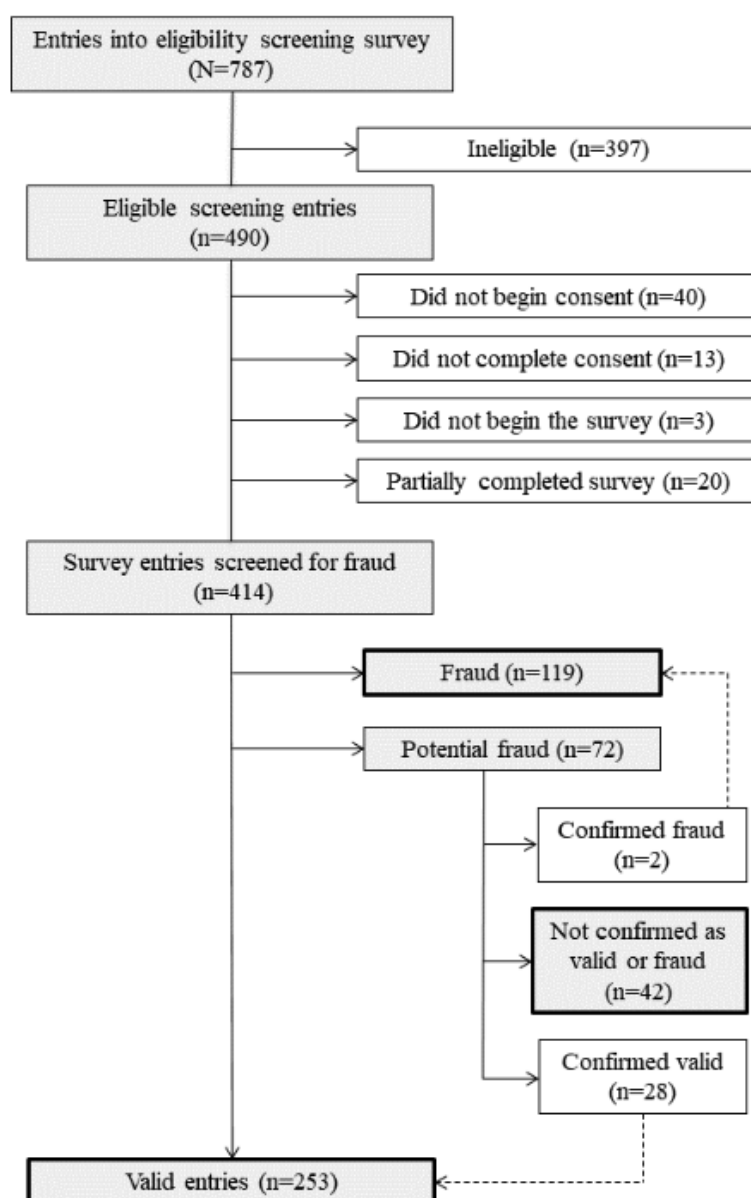 Entries into eligibility screening survey
(N=787)
Ineligible (n=397)
Eligible screening entries
(n=490)
Did not begin consent (n=40)
Did not complete consent (n=13)
Did not begin the survey (n=3)
Partially completed survey (n=20)
Survey entries screened for fraud
(n=414)
Fraud (n=119)
Potential fraud (n=72)
Confirmed fraud
(n=2)
Not confirmed as
valid or fraud
(n=42)
Confirmed valid
(n=28)
Valid entries (n=253)